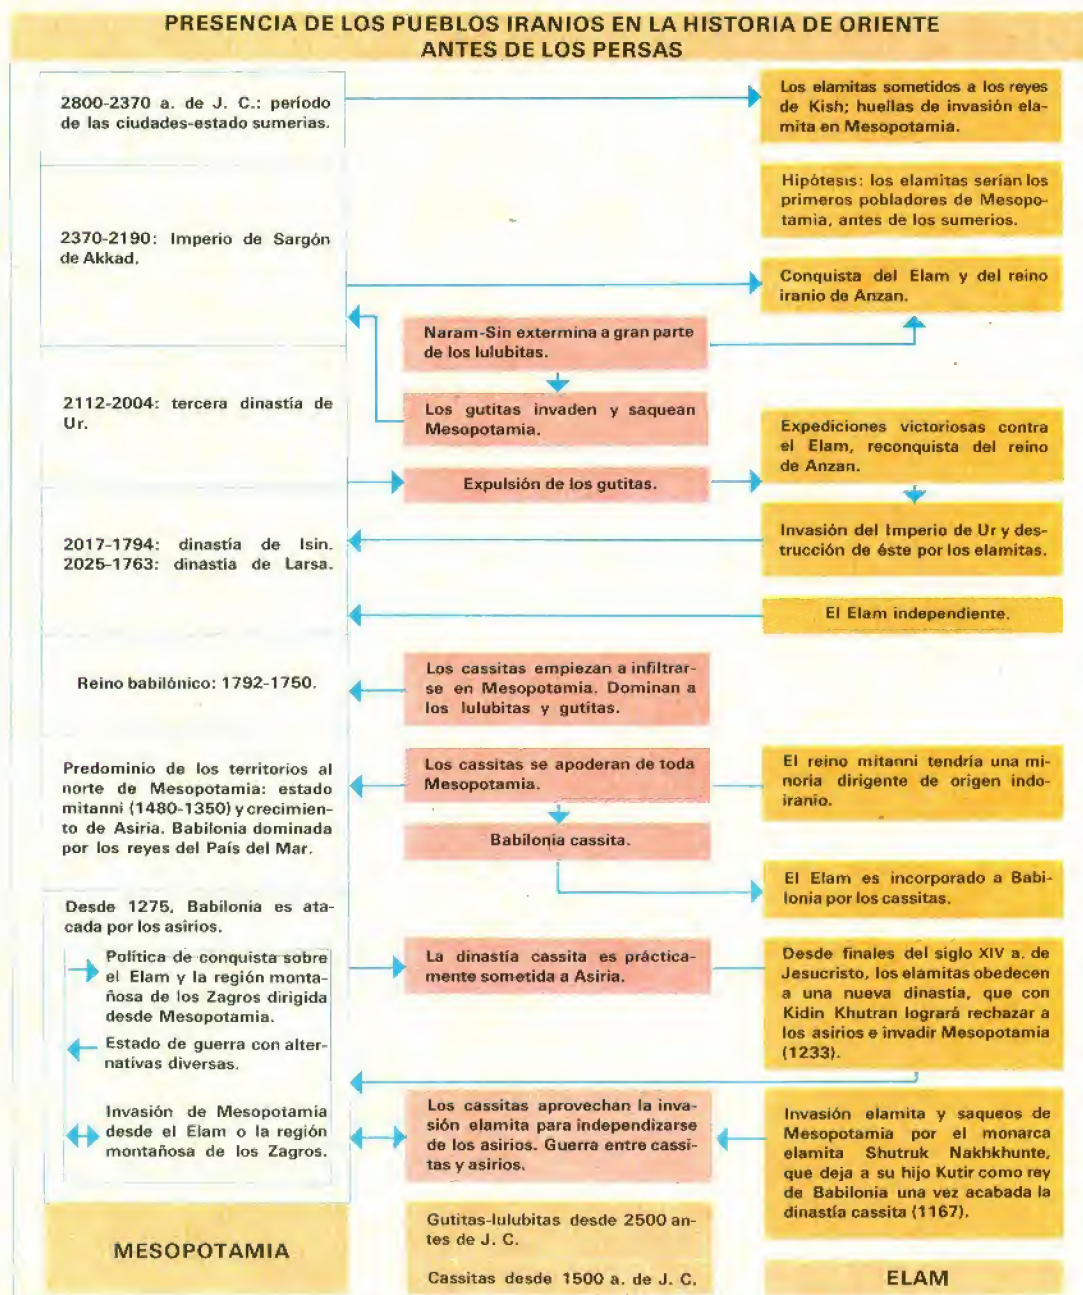 PRESENCIA DE LOS PUEBLOS IRANIOS EN LA HISTORIA DE ORIENTE
ANTES DE LOS PERSAS
2800-2370 a. de J. C.: período
de las ciudades-estado sumerias.
Los elamitas sometidos a los reyes
de Kish; huellas de invasión ela-
mita en Mesopotamia.
Hipótesis: los elamitas serían los
primeros pobladores de Mesopo-
tamia, antes de los sumerios.
2370-2190: Imperio de Sargón
de Akkad.
Conquista del Elam y del reino
iranio de Anzan.
Naram-Sin extermina a gran parte
de los lulubitas.
2112-2004: tercera dinastía de
Ur.
Los gutitas invaden y saquean
Mesopotamia.
Expediciones victoriosas contra
el Elam, reconquista del reino
de Anzan.
Expulsión de los gutitas.
2017-1794: dinastía de Isin.
2025-1763: dinastía de Larsa.
Invasión del Imperio de Ur y des-
trucción de éste por los elamitas.
El Elam independiente.
Reino babilónico: 1792-1750.
Los cassitas empiezan a infiltrar-
se en Mesopotamia. Dominan a
los lulubitas y gutitas.
Predominio de los territorios al
norte de Mesopotamia: estado
mitanni (1480-1350) y crecimien-
to de Asiria. Babilonia dominada
por los reyes del País del Mar.
Los cassitas se apoderan de toda
Mesopotamia.
El reino mitanni tendría una mi-
noría dirigente de origen indo-
iranio.
Babilonia cassita.
El Elam es incorporado a Babi-
lonia por los cassitas.
Desde 1275, Babilonia es ata-
cada por los asirios.
Política de conquista sobre
el Elam y la región monta-
ñosa de los Zagros dirigida
desde Mesopotamia.
Estado de guerra con alter-
nativas diversas.
Invasión de Mesopotamia
desde el Elam o la región
montañosa de los Zagros.
La dinastía cassita es práctica-
mente sometida a Asiria.
Desde finales del siglo XIV a. de
Jesucristo, los elamitas obedecen
a una nueva dinastía, que con
Kidin Khutran logrará rechazar a
los asirios e invadir Mesopotamia
(1233).
Los cassitas aprovechan la inva-
sión elamita para independizarse
de los asirios. Guerra entre cassi-
tas y asirios.
Invasión elamita y saqueos de
Mesopotamia por el monarca
elamita Shutruk Nakhkhunte,
que deja a su hijo Kutir como rey
de Babilonia una vez acabada la
dinastía cassita (1167).
MESOPOTAMIA
Gutitas-lulubitas desde 2500 an-
tes de J. C.
Cassitas desde 1500 a. de J. C.
ELAM